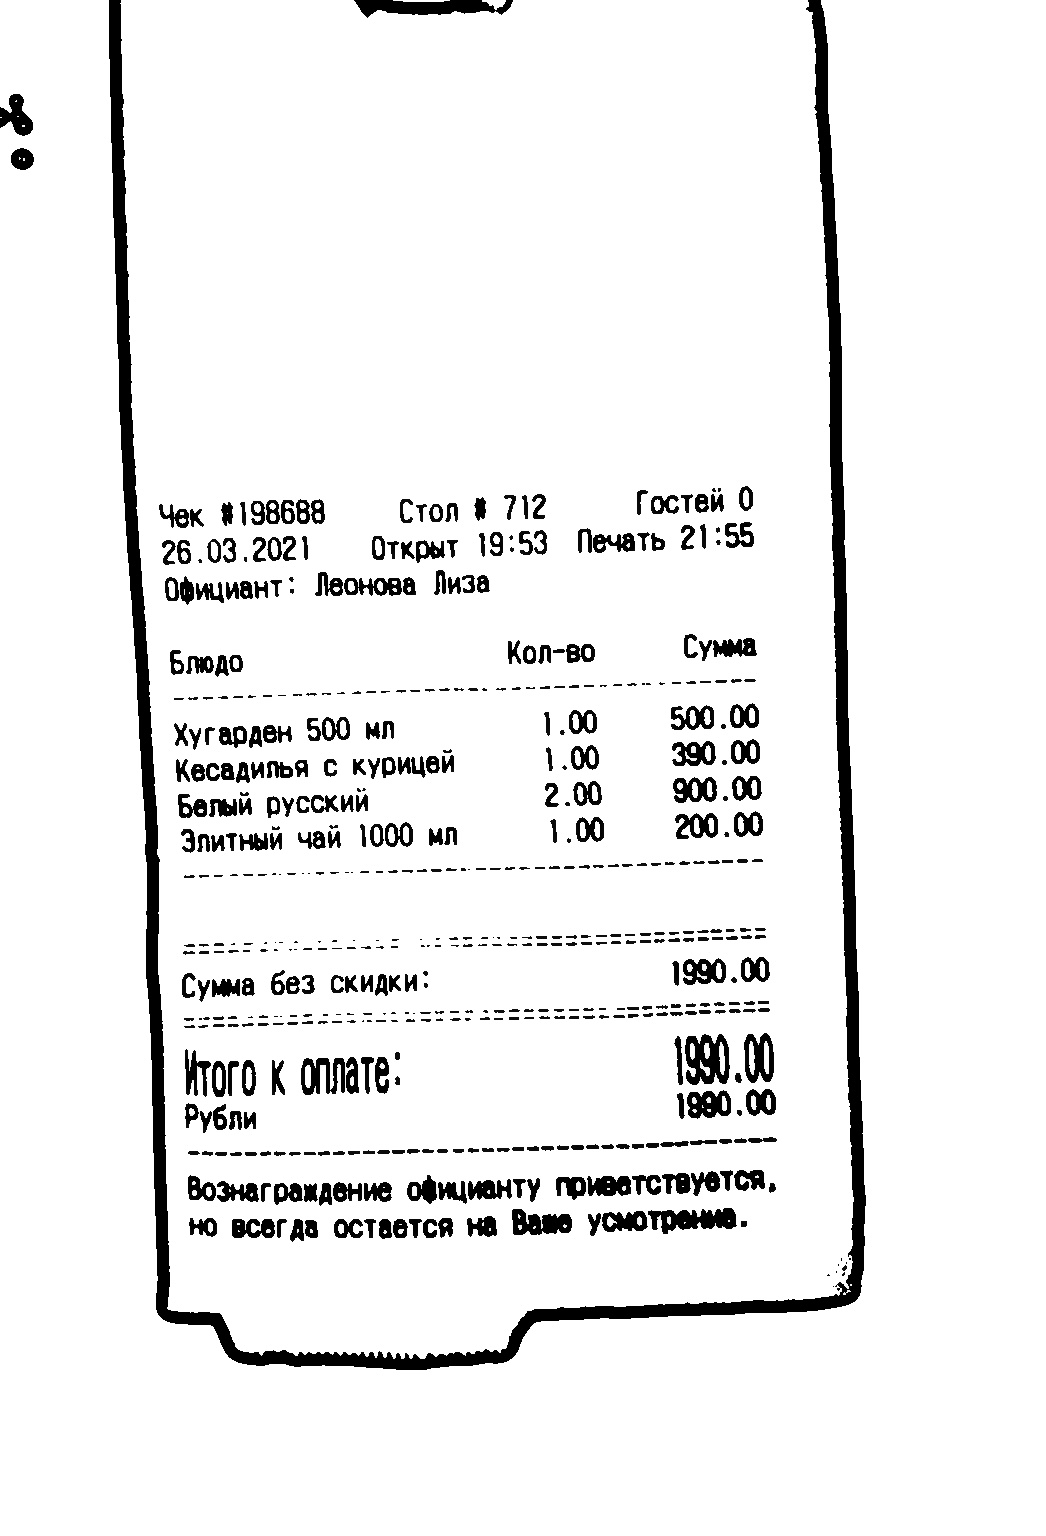 Чек #198688 Стол # 712 Гостей 0
26.03.2021 Открыт 19:53 Печать 21:55
Официант: Леонова Лиза
Блюдо Кол-во Сумма
Хугарден 500 мл 1.00 500.00
Кесадилья с курицей 1.00 390.00
Белый русский 2.00 900.00
Элитный чай 1000 мл 1.00 200.00
Сумма без скидки: 1990.00
Итого к оплате: 1990.00
Рубли 1990.00
Вознаграждение официанту приветствуется,
но всегда остается на Ваше усмотрение.